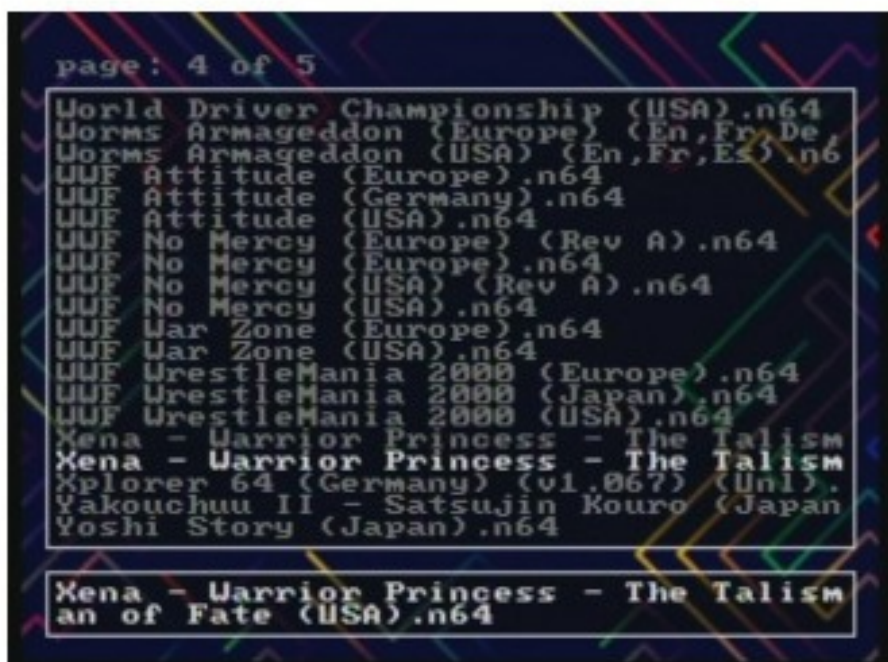 page: 4 of 5
World Driver Championship (USA).n64
Worms Armageddon (Europe) (En,Fr,De,
Worms Armageddon (USA) (En,Fr,Es).n6
WWF Attitude (Europe).n64
WWF Attitude (Germany).n64
WWF Attitude (USA).n64
WWF No Mercy (Europe) (Rev A).n64
WWF No Mercy (Europe).n64
WWF No Mercy (USA) (Rev A).n64
WWF No Mercy (USA).n64
WWF War Zone (Europe).n64
WWF War Zone (USA).n64
WWF WrestleMania 2000 (Europe).n64
WWF WrestleMania 2000 (Japan).n64
WWF WrestleMania 2000 (USA).n64
Xena - Warrior Princess - The Talism
Xena - Warrior Princess - The Talism
Xplorer 64 (Germany) (v1.067) (Unl).
Yakouchuu II - Satsujin Kouro (Japan
Yoshi Story (Japan).n64
Xena - Warrior Princess - The Talism
an of Fate (USA).n64